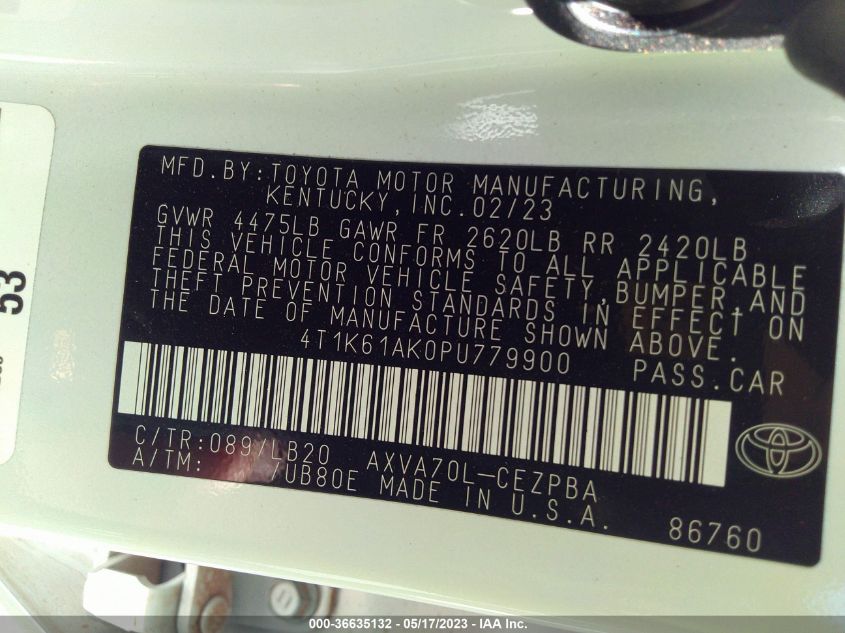 MFD.BY:TOYOTA MOTOR MANUFACTURING,
KENTUCKY,INC.02/23
GVWR 4475LB GAWR FR 2620LB RR 2420LB
THIS VEHICLE CONFORMS TO ALL APPLICABLE
FEDERAL MOTOR VEHICLE SAFETY,BUMPER,AND
THEFT PREVENTION STANDARDS IN EFFECT ON
THE DATE OF MANUFACTURE SHOWN ABOVE.
4T1K61AK0PU779900 PASS.CAR
C/TR:089/LB20 AXVA70L-CEZPBA
A/TM: /UB80E MADE IN U.S.A.
86760
53
000-36635132 - 05/17/2023 - IAA Inc.